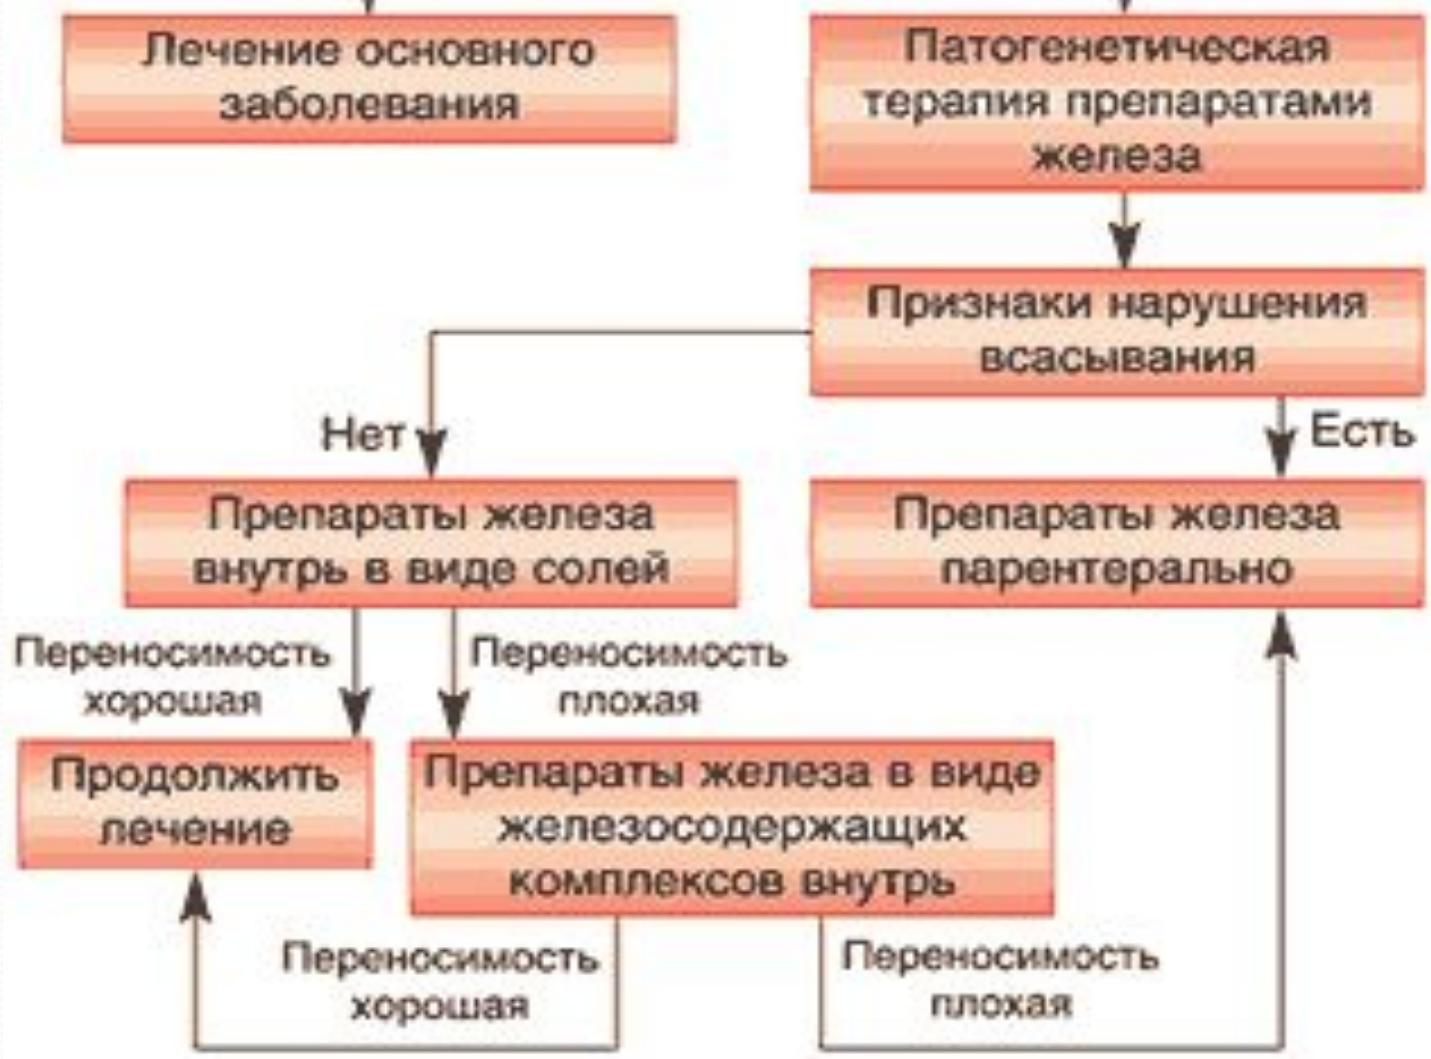 Лечение основного
заболевания
Патогенетическая
терапия препаратами
железа
Признаки нарушения
всасывания
Нет
Есть
Препараты железа
внутрь в виде солей
Препараты железа
парентерально
Переносимость
хорошая
Переносимость
плохая
Продолжить
лечение
Препараты железа в виде
железосодержащих
комплексов внутрь
Переносимость
хорошая
Переносимость
плохая